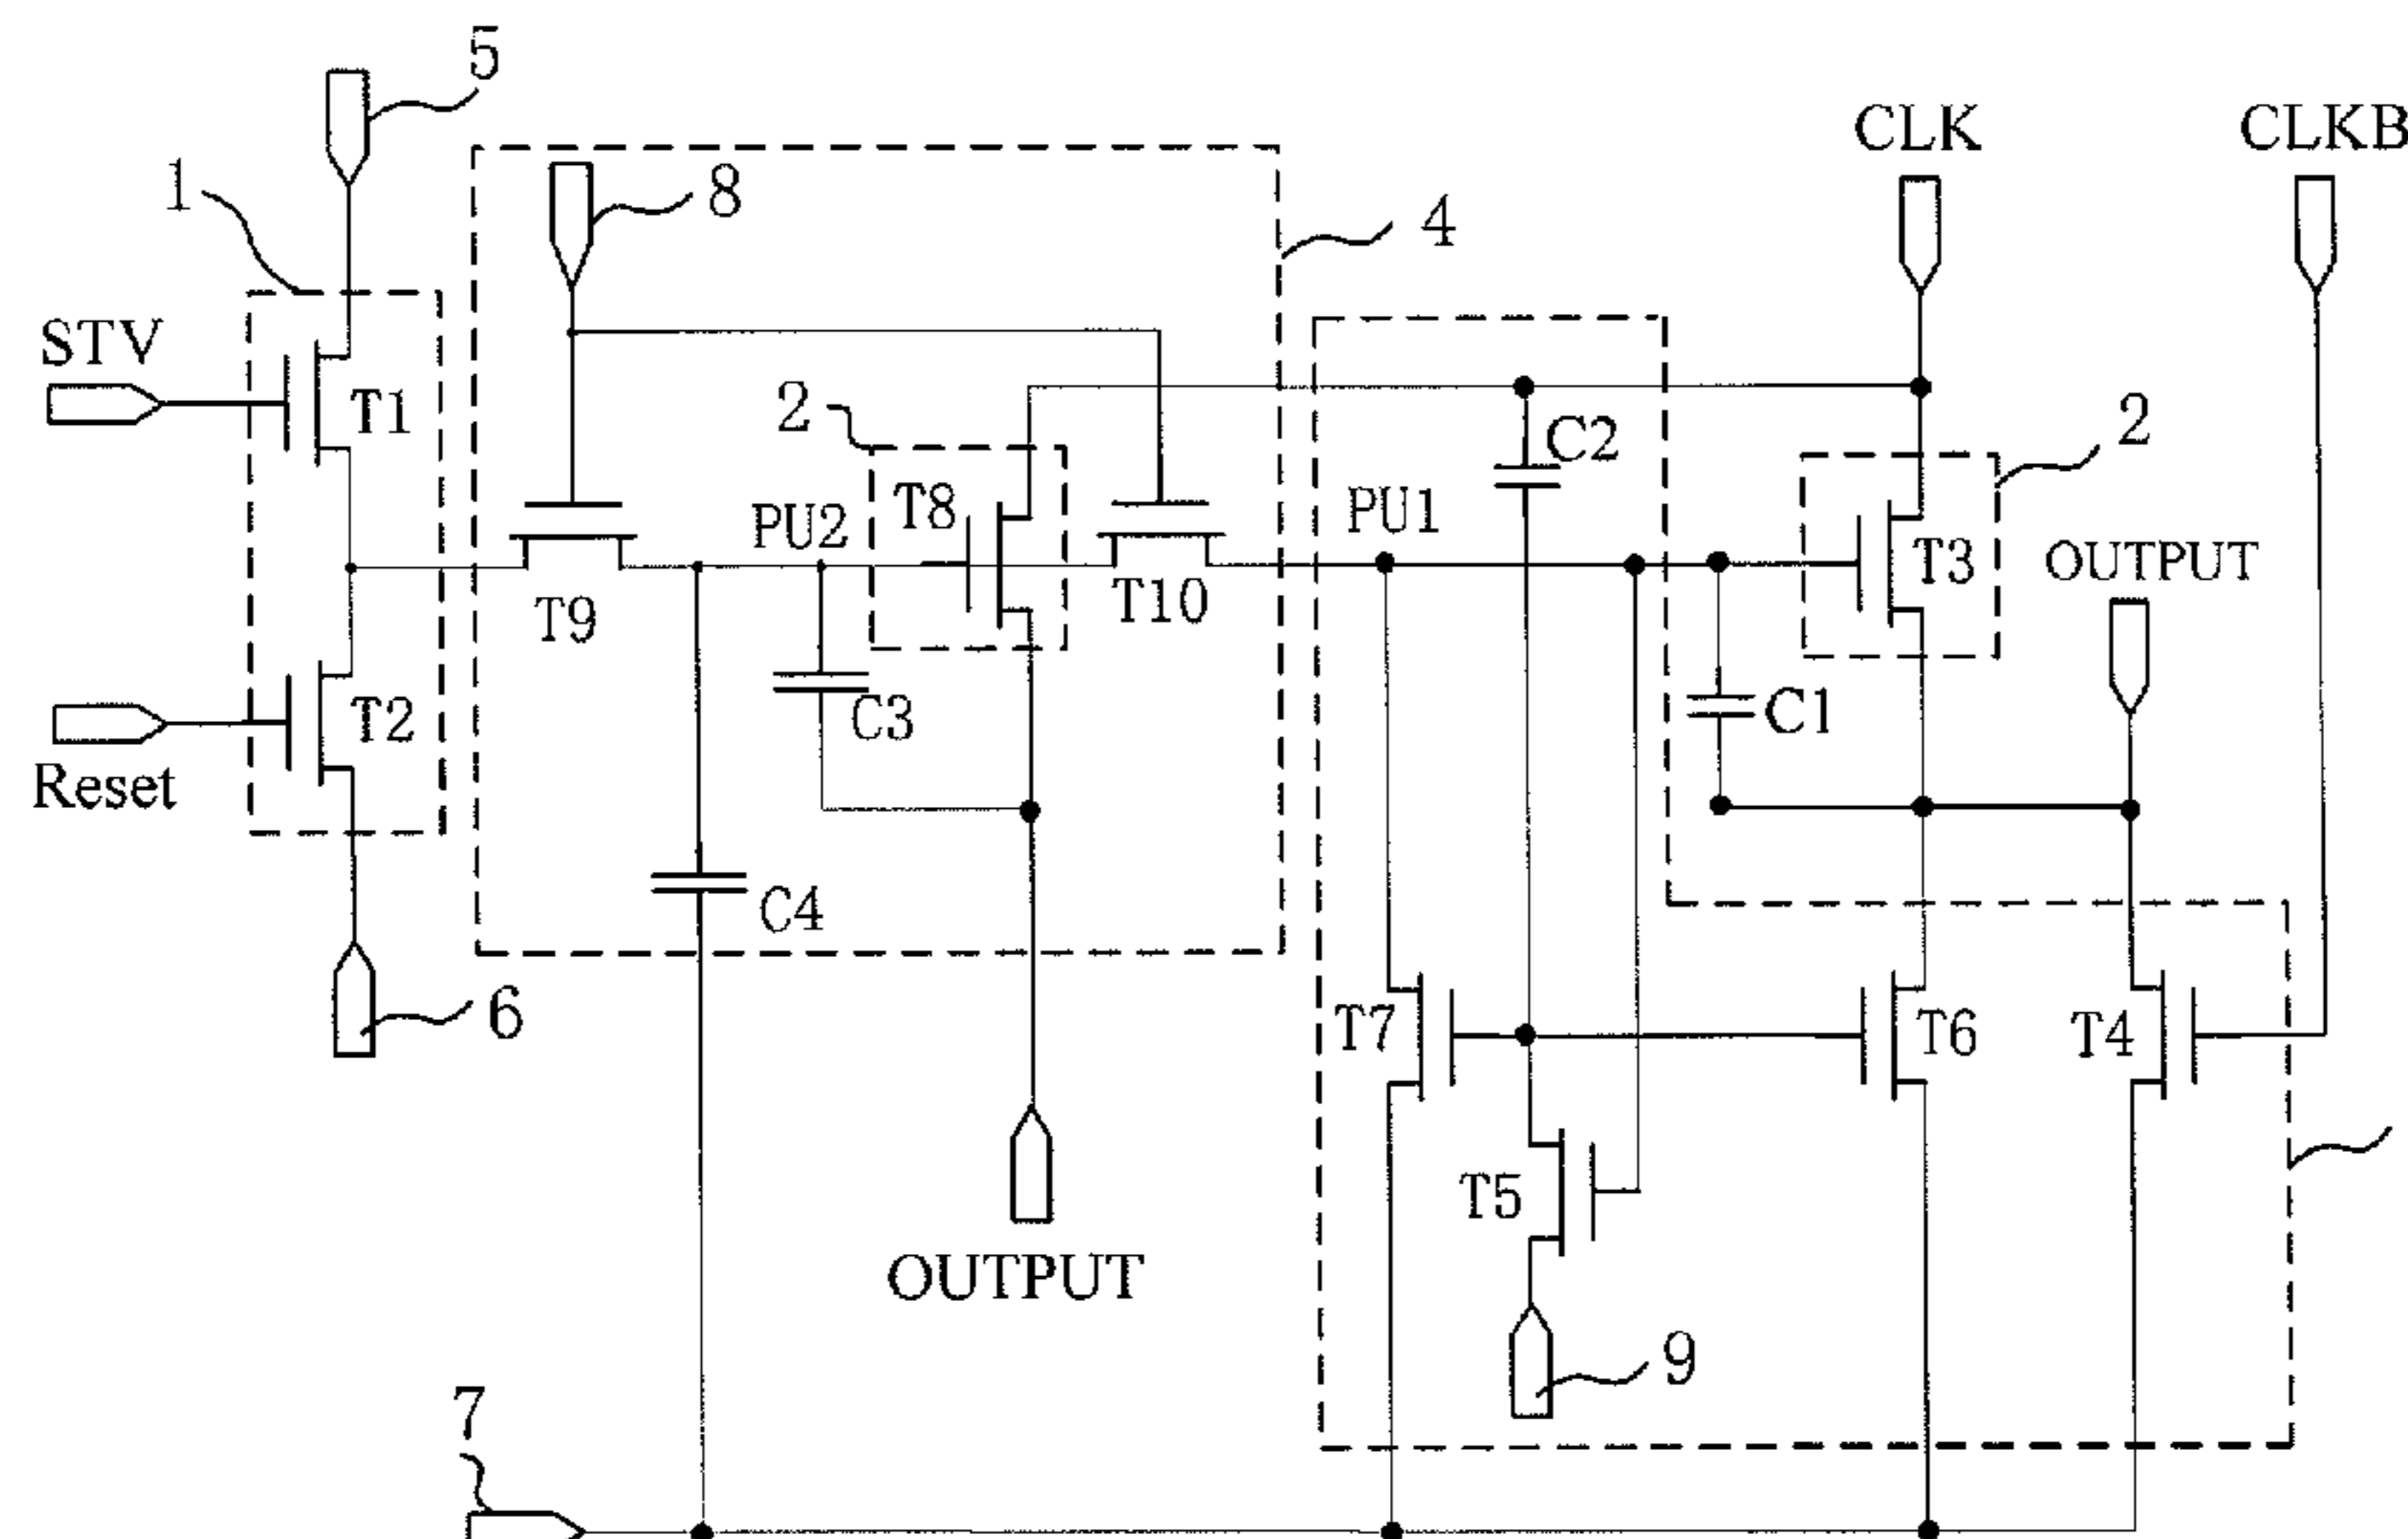 5
CLK
CLKB
1
8
4
STV
T1
2
T8
C2
2
PU2
PU1
T3
OUTPUT
T9
T10
T2
C3
C1
Reset
C4
6
T7
T6
T4
T5
OUTPUT
9
7